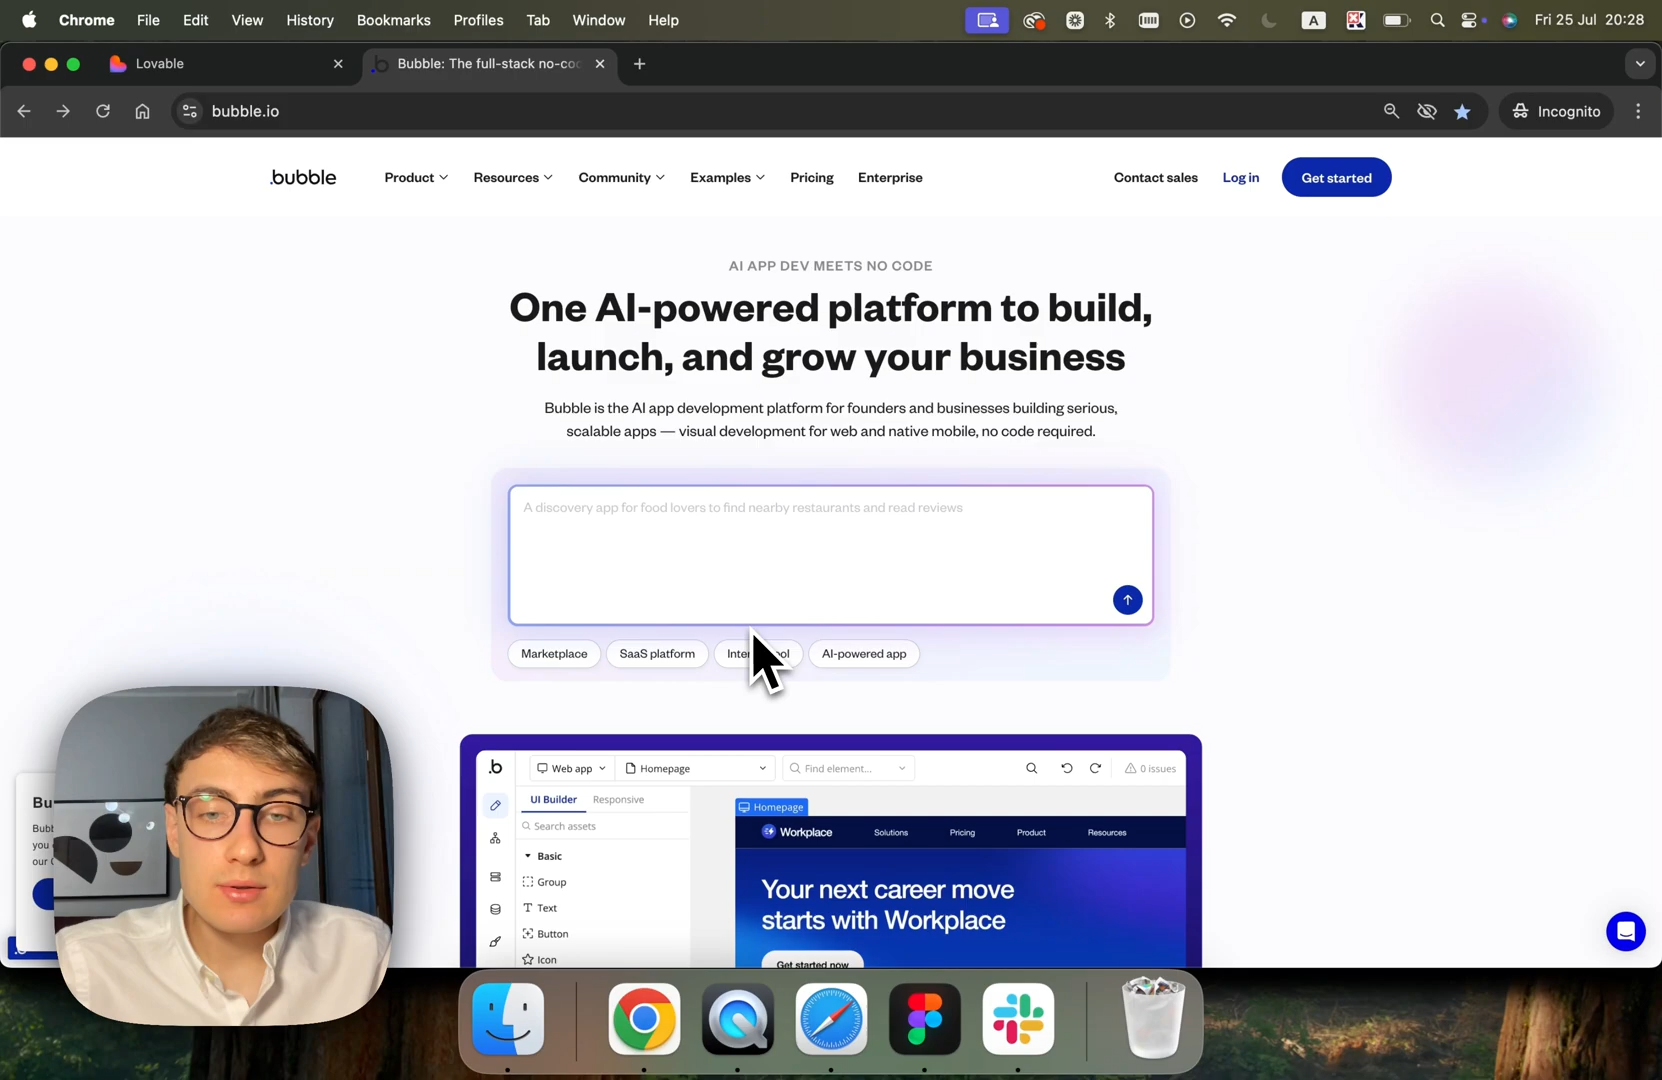 Chrome File Edit View History Bookmarks Profiles Tab Window Help
A
Fri 25 Jul 20:28
Lovable
Bubble: The full-stack no-co
bubble.io
Incognito
.bubble
Product
Resources
Community
Examples
Pricing
Enterprise
Contact sales
Log in
Get started
AI APP DEV MEETS NO CODE
One AI-powered platform to build,
launch, and grow your business
Bubble is the AI app development platform for founders and businesses building serious,
scalable apps — visual development for web and native mobile, no code required.
A discovery app for food lovers to find nearby restaurants and read reviews
Marketplace
SaaS platform
AI-powered app
.b
Web app
Homepage
Find element...
0 issues
UI Builder
Responsive
Search assets
Basic
Group
Text
Button
Icon
Homepage
Workplace
Solutions
Pricing
Product
Resources
Your next career move
starts with Workplace
Get started now
Bu
Bubb
you
our